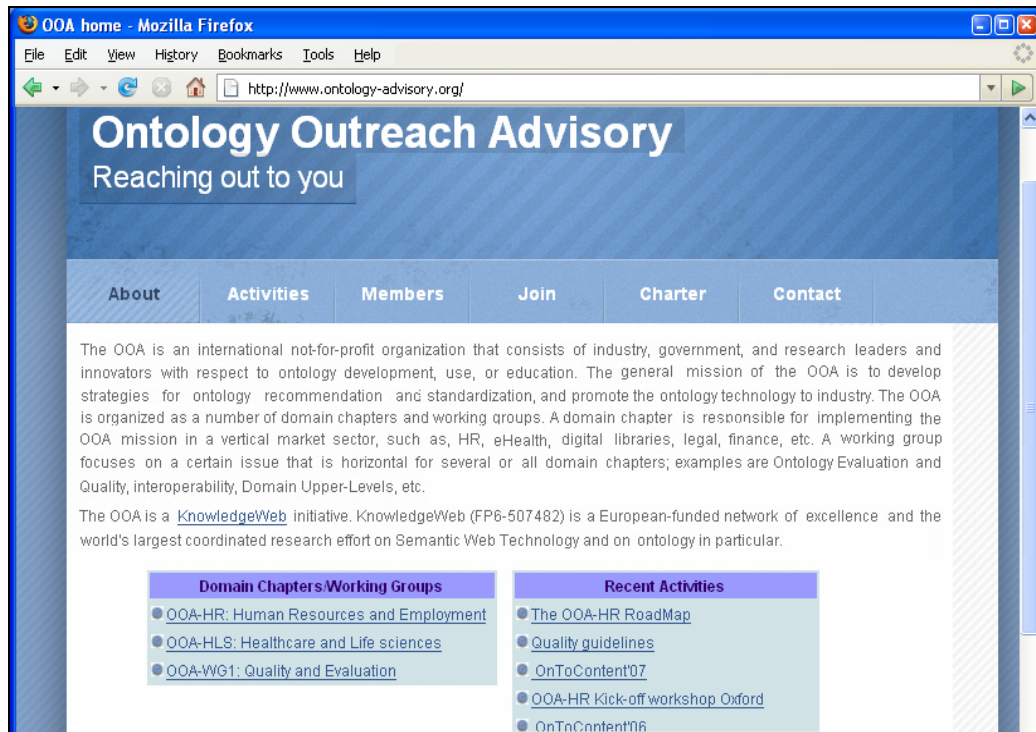 OOA home - Mozilla Firefox
File Edit View History Bookmarks Tools Help
http://www.ontology-advisory.org/
Ontology Outreach Advisory
Reaching out to you
About Activities Members Join Charter Contact
The OOA is an international not-for-profit organization that consists of industry, government, and research leaders and
innovators with respect to ontology development, use, or education. The general mission of the OOA is to develop
strategies for ontology recommendation and standardization, and promote the ontology technology to industry. The OOA
is organized as a number of domain chapters and working groups. A domain chapter is responsible for implementing the
OOA mission in a vertical market sector, such as, HR, eHealth, digital libraries, legal, finance, etc. A working group
focuses on a certain issue that is horizontal for several or all domain chapters; examples are Ontology Evaluation and
Quality, interoperability, Domain Upper-Levels, etc.
The OOA is a KnowledgeWeb initiative. KnowledgeWeb (FP6-507482) is a European-funded network of excellence and the
world's largest coordinated research effort on Semantic Web Technology and on ontology in particular.
Domain Chapters/Working Groups
OOA-HR: Human Resources and Employment
OOA-HLS: Healthcare and Life sciences
OOA-WG1: Quality and Evaluation
Recent Activities
The OOA-HR RoadMap
Quality guidelines
OnToContent'07
OOA-HR Kick-off workshop Oxford
OnToContent'06